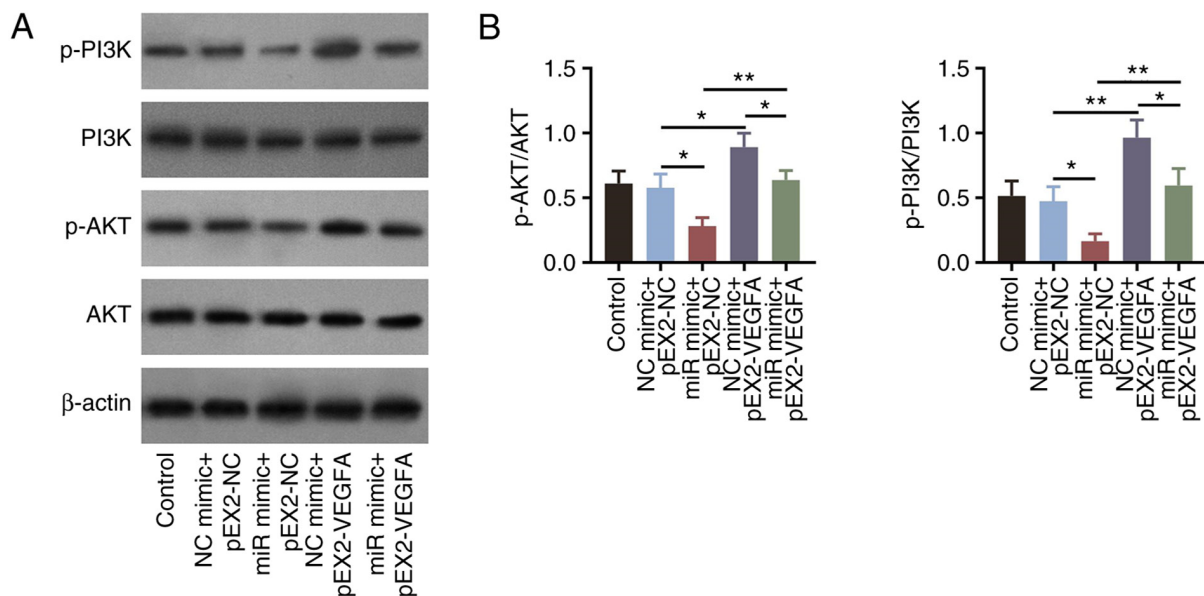 A
p-PI3K
PI3K
p-AKT
AKT
β-actin
Control
NC mimic+
pEX2-NC
miR mimic+
pEX2-NC
NC mimic+
pEX2-VEGFA
miR mimic+
pEX2-VEGFA
B
p-AKT/AKT
1.5
1.0
0.5
0.0
**
*
*
*
Control
NC mimic+
pEX2-NC
miR mimic+
pEX2-NC
NC mimic+
pEX2-VEGFA
miR mimic+
pEX2-VEGFA
p-PI3K/PI3K
1.5
1.0
0.5
0.0
**
**
*
*
Control
NC mimic+
pEX2-NC
miR mimic+
pEX2-NC
NC mimic+
pEX2-VEGFA
miR mimic+
pEX2-VEGFA